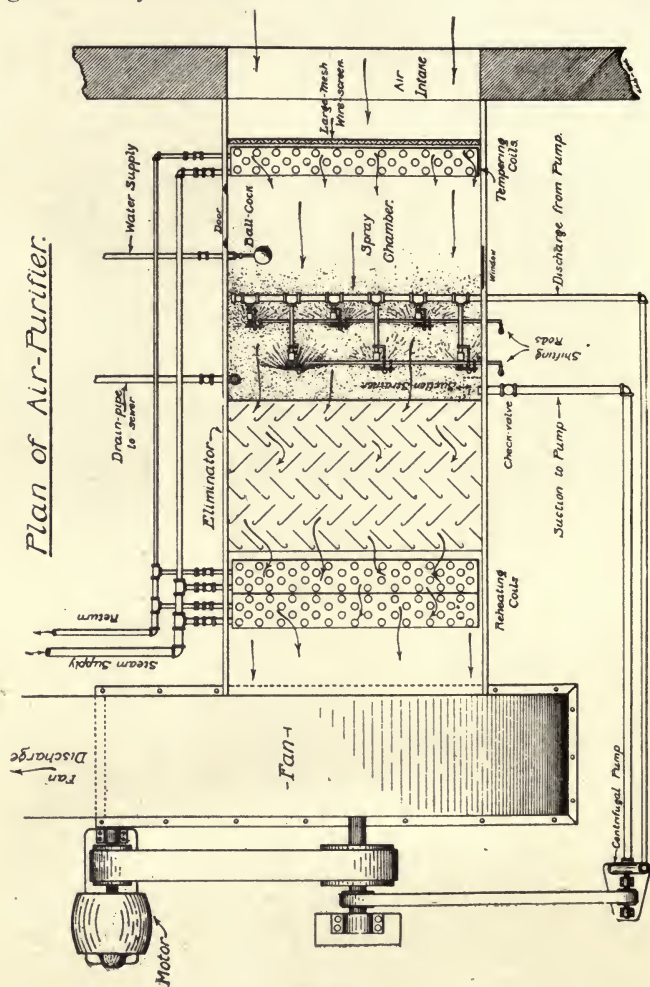 Plan of Air-Purifier.
Air
Intake
Large-mesh
Wire-screen.
Tempering
Coils.
Water Supply
Door
Ball-Cock
Spray
Chamber.
Window
Discharge from Pump.
Shifting
Rods
Drain-pipe
to sewer
Suction-Strainer
Check-valve
Suction to Pump
Eliminator
Reheating
Coils
Return
Steam Supply
Fan
Discharge
Fan
Centrifugal Pump
Motor